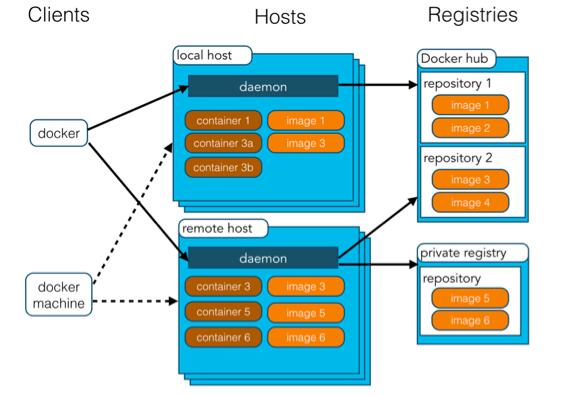 Clients
Hosts
Registries
local host
daemon
container 1
image 1
container 3a
image 3
container 3b
docker
remote host
daemon
container 3
image 3
container 5
image 5
container 6
image 6
docker
machine
Docker hub
repository 1
image 1
image 2
repository 2
image 3
image 4
private registry
repository
image 5
image 6